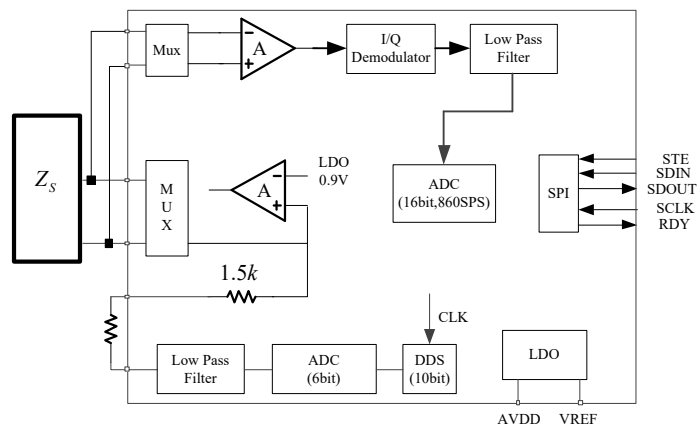 Mux
A
I/Q
Demodulator
Low Pass
Filter
Z_S
M
U
X
A
LDO
0.9V
ADC
(16bit,860SPS)
SPI
STE
SDIN
SDOUT
SCLK
RDY
1.5k
CLK
Low Pass
Filter
ADC
(6bit)
DDS
(10bit)
LDO
AVDD
VREF